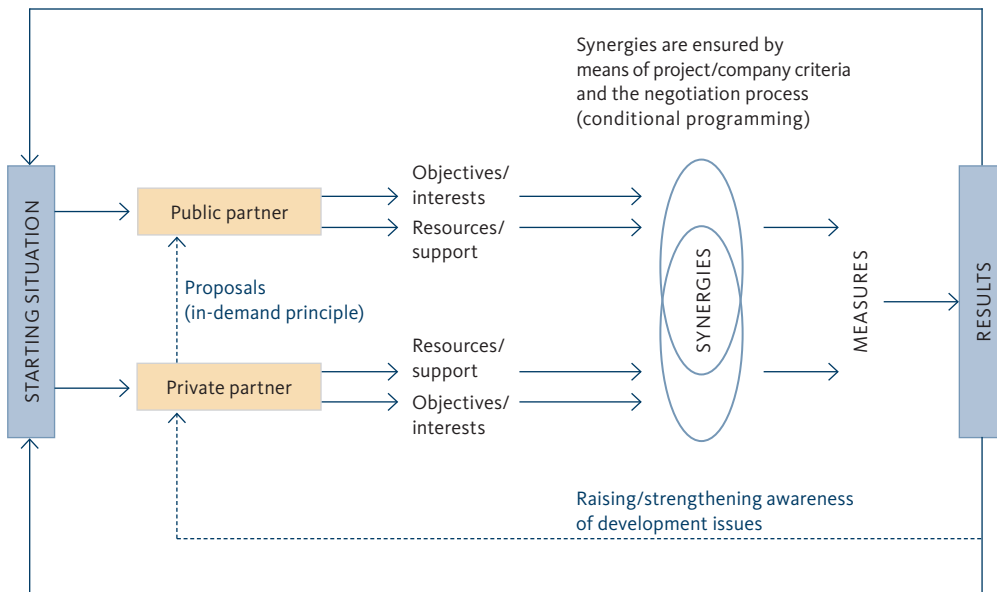 Synergies are ensured by
means of project/company criteria
and the negotiation process
(conditional programming)
STARTING SITUATION
Public partner
Objectives/
interests
Resources/
support
Proposals
(in-demand principle)
Private partner
Resources/
support
Objectives/
interests
SYNERGIES
MEASURES
RESULTS
Raising/strengthening awareness
of development issues